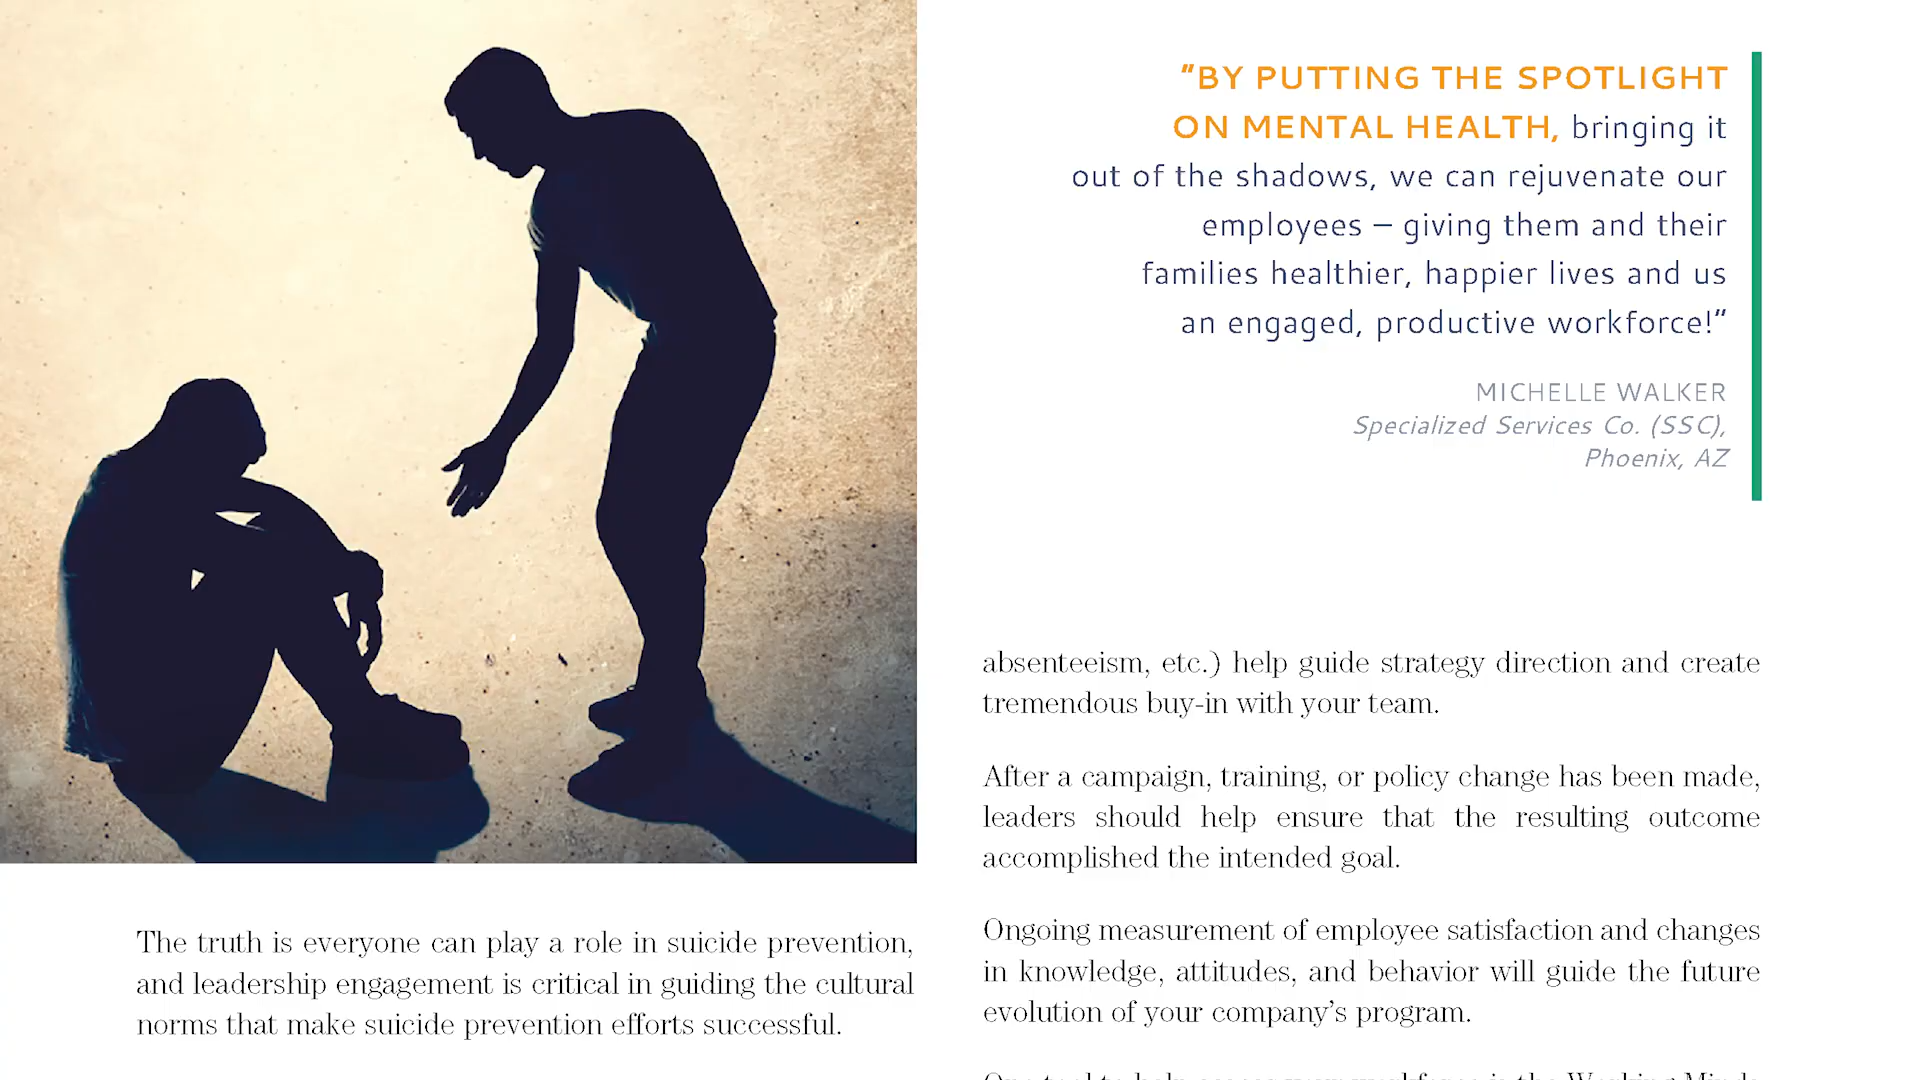 “BY PUTTING THE SPOTLIGHT
ON MENTAL HEALTH, bringing it
out of the shadows, we can rejuvenate our
employees – giving them and their
families healthier, happier lives and us
an engaged, productive workforce!”
MICHELLE WALKER
Specialized Services Co. (SSC),
Phoenix, AZ
The truth is everyone can play a role in suicide prevention,
and leadership engagement is critical in guiding the cultural
norms that make suicide prevention efforts successful.
absenteeism, etc.) help guide strategy direction and create
tremendous buy-in with your team.
After a campaign, training, or policy change has been made,
leaders should help ensure that the resulting outcome
accomplished the intended goal.
Ongoing measurement of employee satisfaction and changes
in knowledge, attitudes, and behavior will guide the future
evolution of your company’s program.